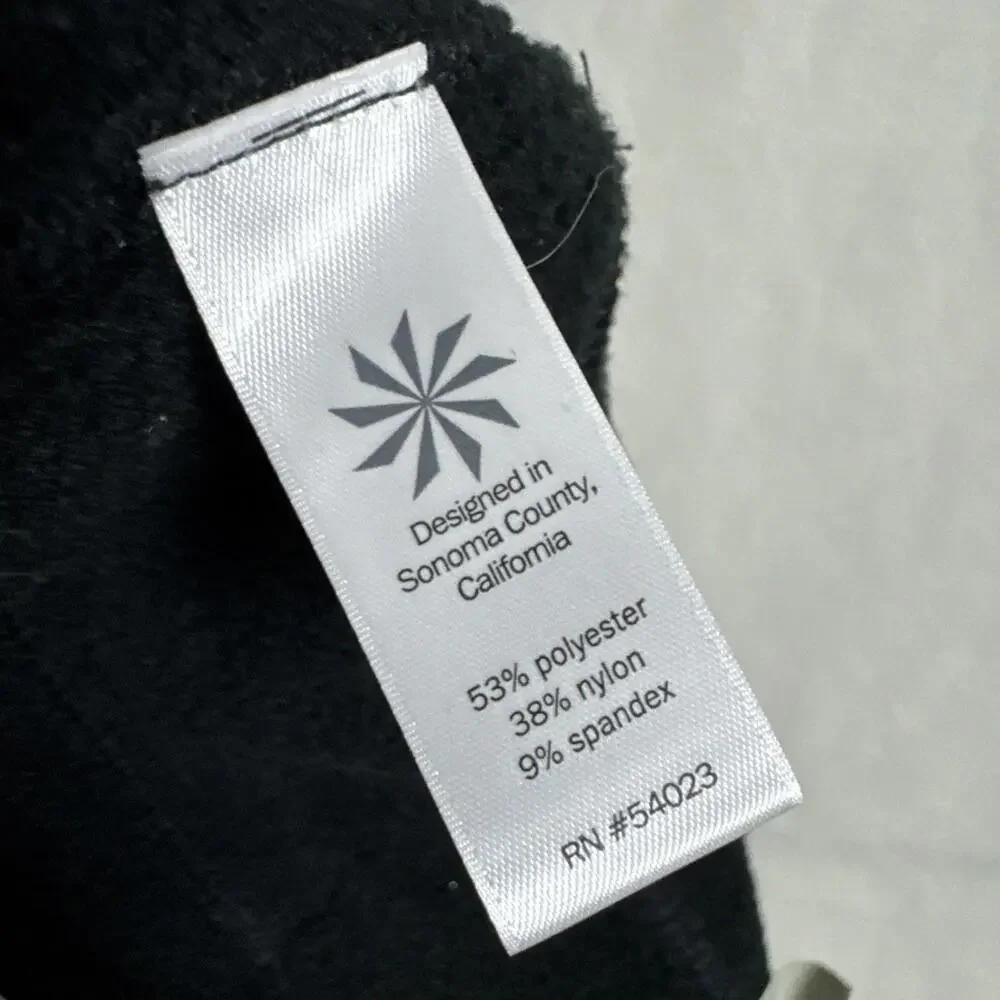 Designed in
Sonoma County,
California
53% polyester
38% nylon
9% spandex
RN #54023